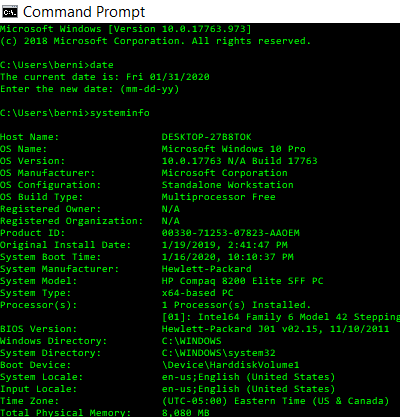 Command Prompt
Microsoft Windows [Version 10.0.17763.973]
(c) 2018 Microsoft Corporation. All rights reserved.
C:\Users\berni>date
The current date is: Fri 01/31/2020
Enter the new date: (mm-dd-yy)
C:\Users\berni>systeminfo
Host Name: DESKTOP-27B8TOK
OS Name: Microsoft Windows 10 Pro
OS Version: 10.0.17763 N/A Build 17763
OS Manufacturer: Microsoft Corporation
OS Configuration: Standalone Workstation
OS Build Type: Multiprocessor Free
Registered Owner: N/A
Registered Organization: N/A
Product ID: 00330-71253-07823-AAOEM
Original Install Date: 1/19/2019, 2:41:47 PM
System Boot Time: 1/16/2020, 10:10:37 PM
System Manufacturer: Hewlett-Packard
System Model: HP Compaq 8200 Elite SFF PC
System Type: x64-based PC
Processor(s): 1 Processor(s) Installed.
[01]: Intel64 Family 6 Model 42 Stepping
BIOS Version: Hewlett-Packard J01 v02.15, 11/10/2011
Windows Directory: C:\WINDOWS
System Directory: C:\WINDOWS\system32
Boot Device: \Device\HarddiskVolume1
System Locale: en-us;English (United States)
Input Locale: en-us;English (United States)
Time Zone: (UTC-05:00) Eastern Time (US & Canada)
Total Physical Memory: 8,080 MB